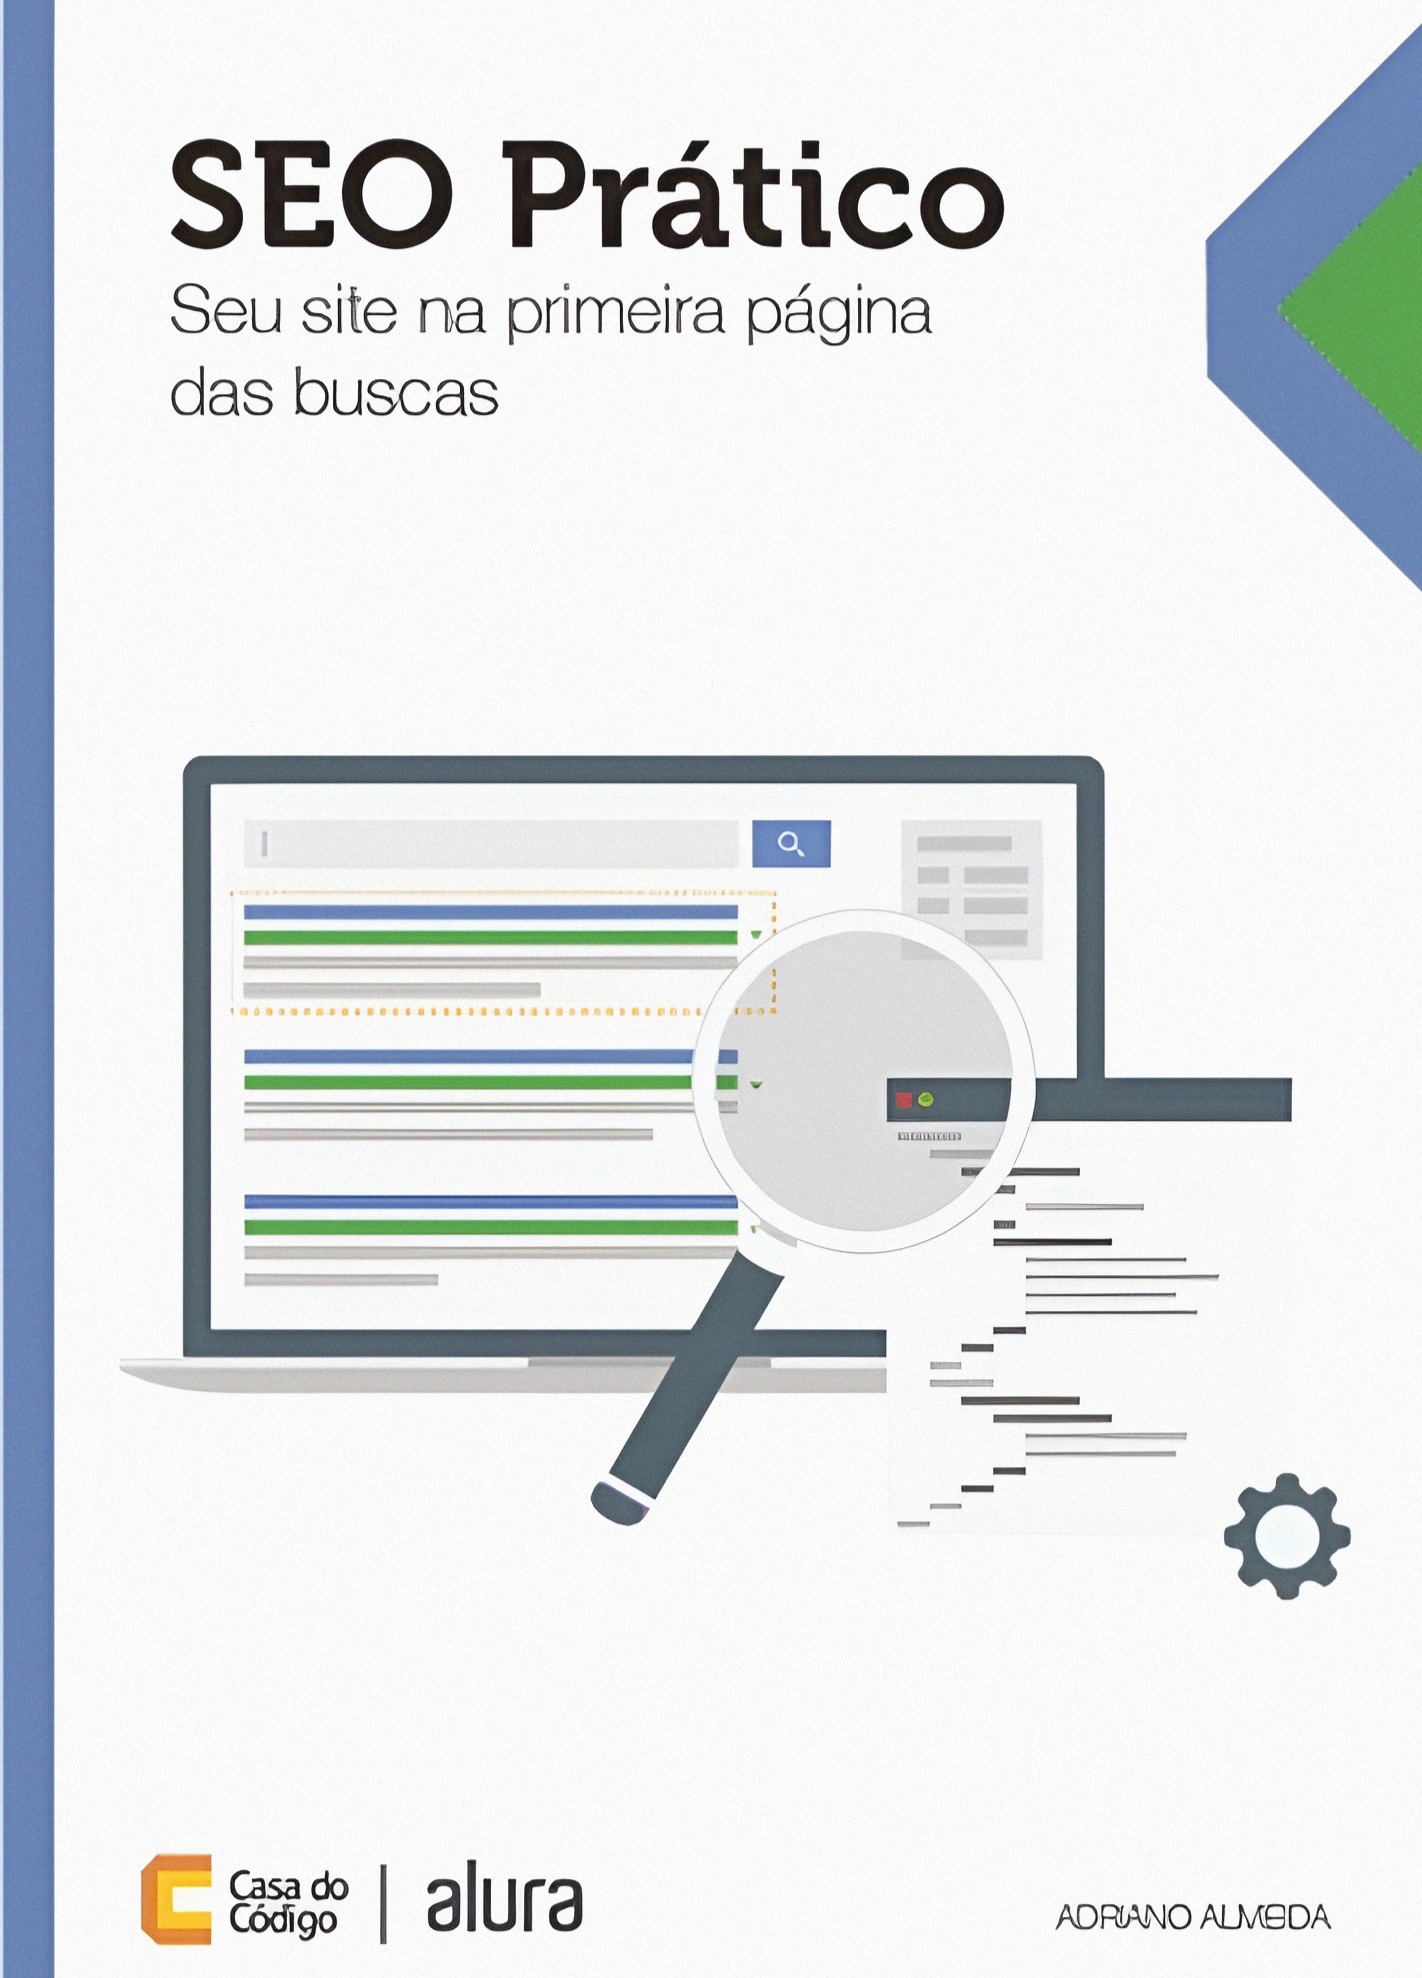 SEO Prático
Seu site na primeira página
das buscas
Casa do
Código
alura
ADRIANO ALMEIDA